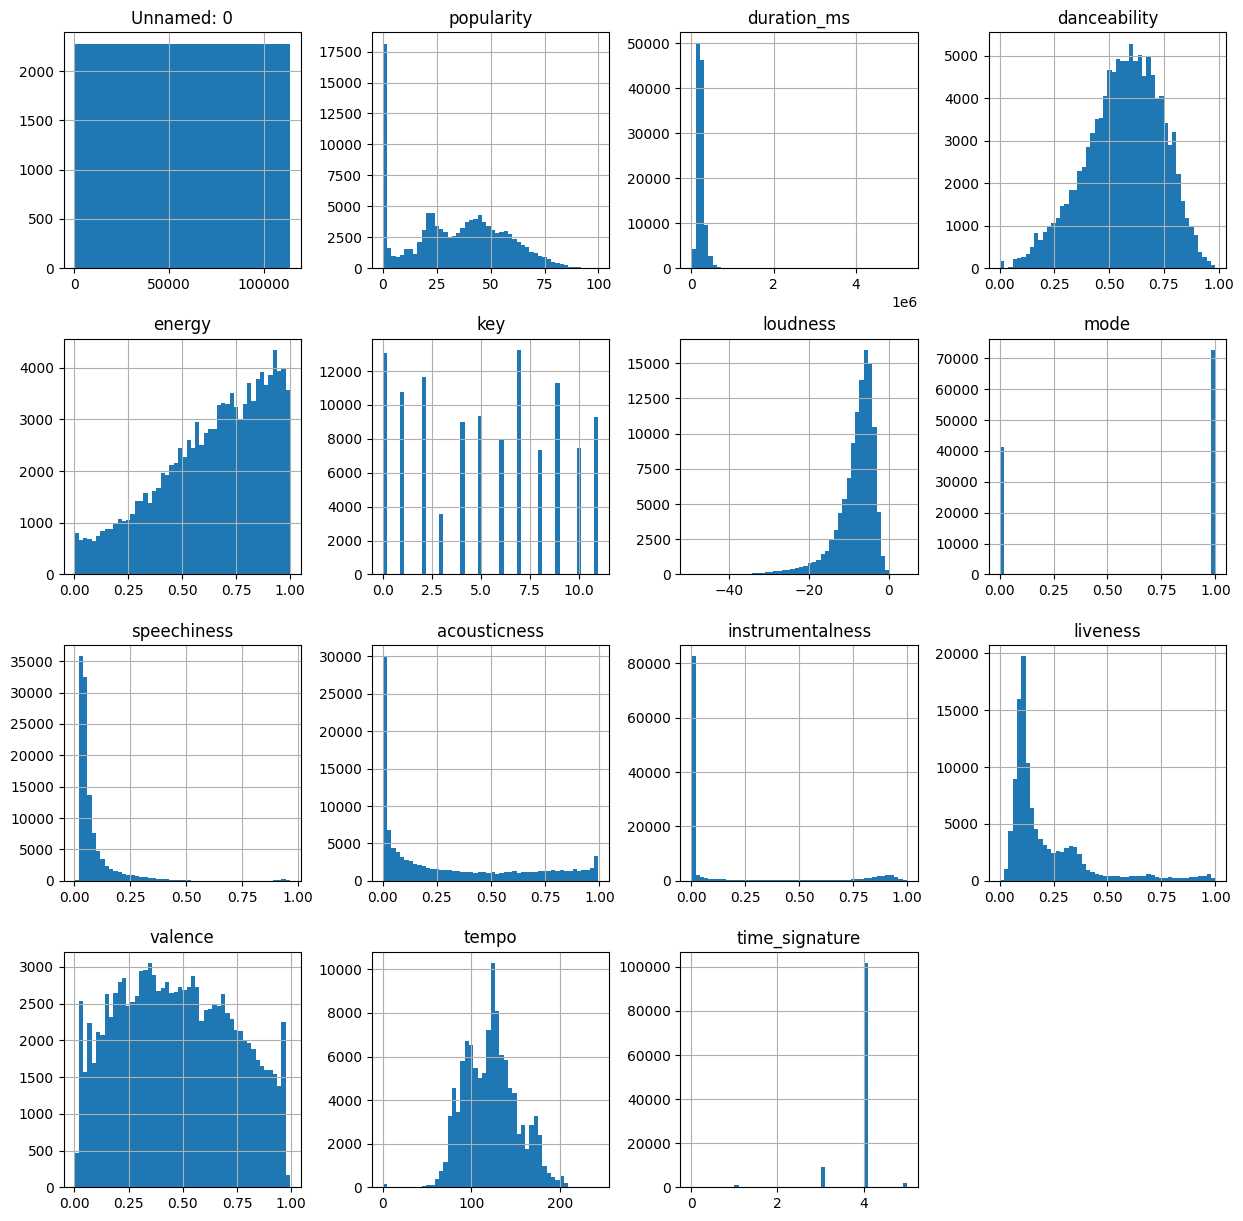 Unnamed: 0 popularity duration_ms danceability
2000 1500 1000 500 0
0 50000 100000
17500 15000 12500 10000 7500 5000 2500 0
0 25 50 75 100
50000 40000 30000 20000 10000 0
0 2 4
1e6
5000 4000 3000 2000 1000 0
0.00 0.25 0.50 0.75 1.00
energy key loudness mode
4000 3000 2000 1000 0
0.00 0.25 0.50 0.75 1.00
12000 10000 8000 6000 4000 2000 0
0.0 2.5 5.0 7.5 10.0
15000 12500 10000 7500 5000 2500 0
−40 −20 0
70000 60000 50000 40000 30000 20000 10000 0
0.00 0.25 0.50 0.75 1.00
speechiness acousticness instrumentalness liveness
35000 30000 25000 20000 15000 10000 5000 0
0.00 0.25 0.50 0.75 1.00
30000 25000 20000 15000 10000 5000 0
0.00 0.25 0.50 0.75 1.00
80000 60000 40000 20000 0
0.00 0.25 0.50 0.75 1.00
20000 15000 10000 5000 0
0.00 0.25 0.50 0.75 1.00
valence tempo time_signature
3000 2500 2000 1500 1000 500 0
0.00 0.25 0.50 0.75 1.00
10000 8000 6000 4000 2000 0
0 100 200
100000 80000 60000 40000 20000 0
0 2 4